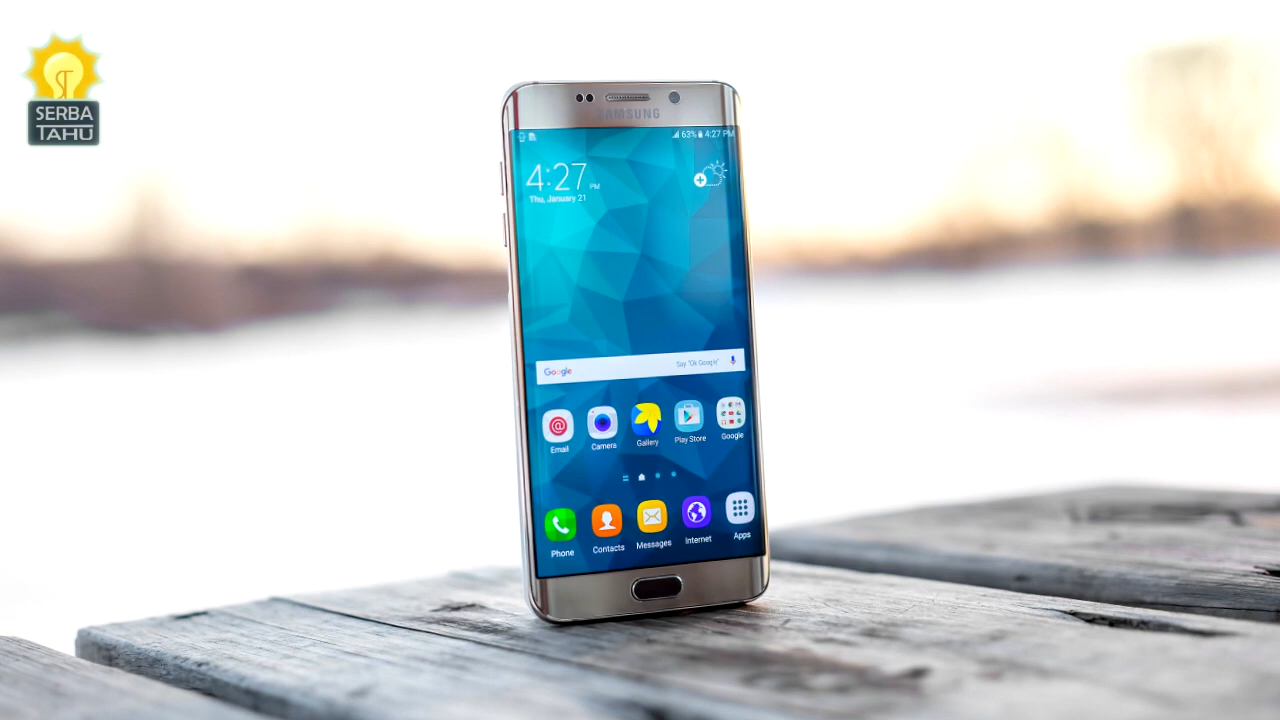 ST
SERBA
TAHU
SAMSUNG
63% 4:27 PM
4:27 PM
Thu, January 21
Google Say "Ok Google"
Email Camera Gallery Play Store Google
Phone Contacts Messages Internet Apps